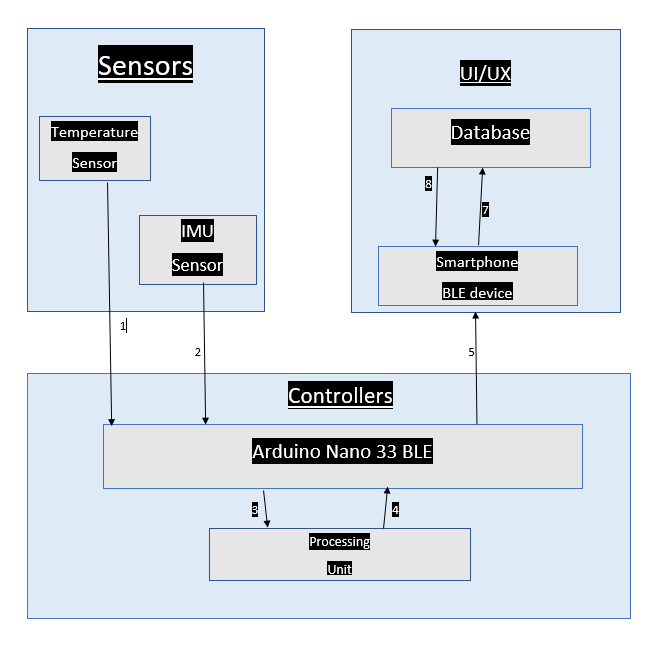 Sensors
Temperature
Sensor
IMU
Sensor
UI/UX
Database
8
7
Smartphone
BLE device
1
2
5
Controllers
Arduino Nano 33 BLE
3
4
Processing
Unit